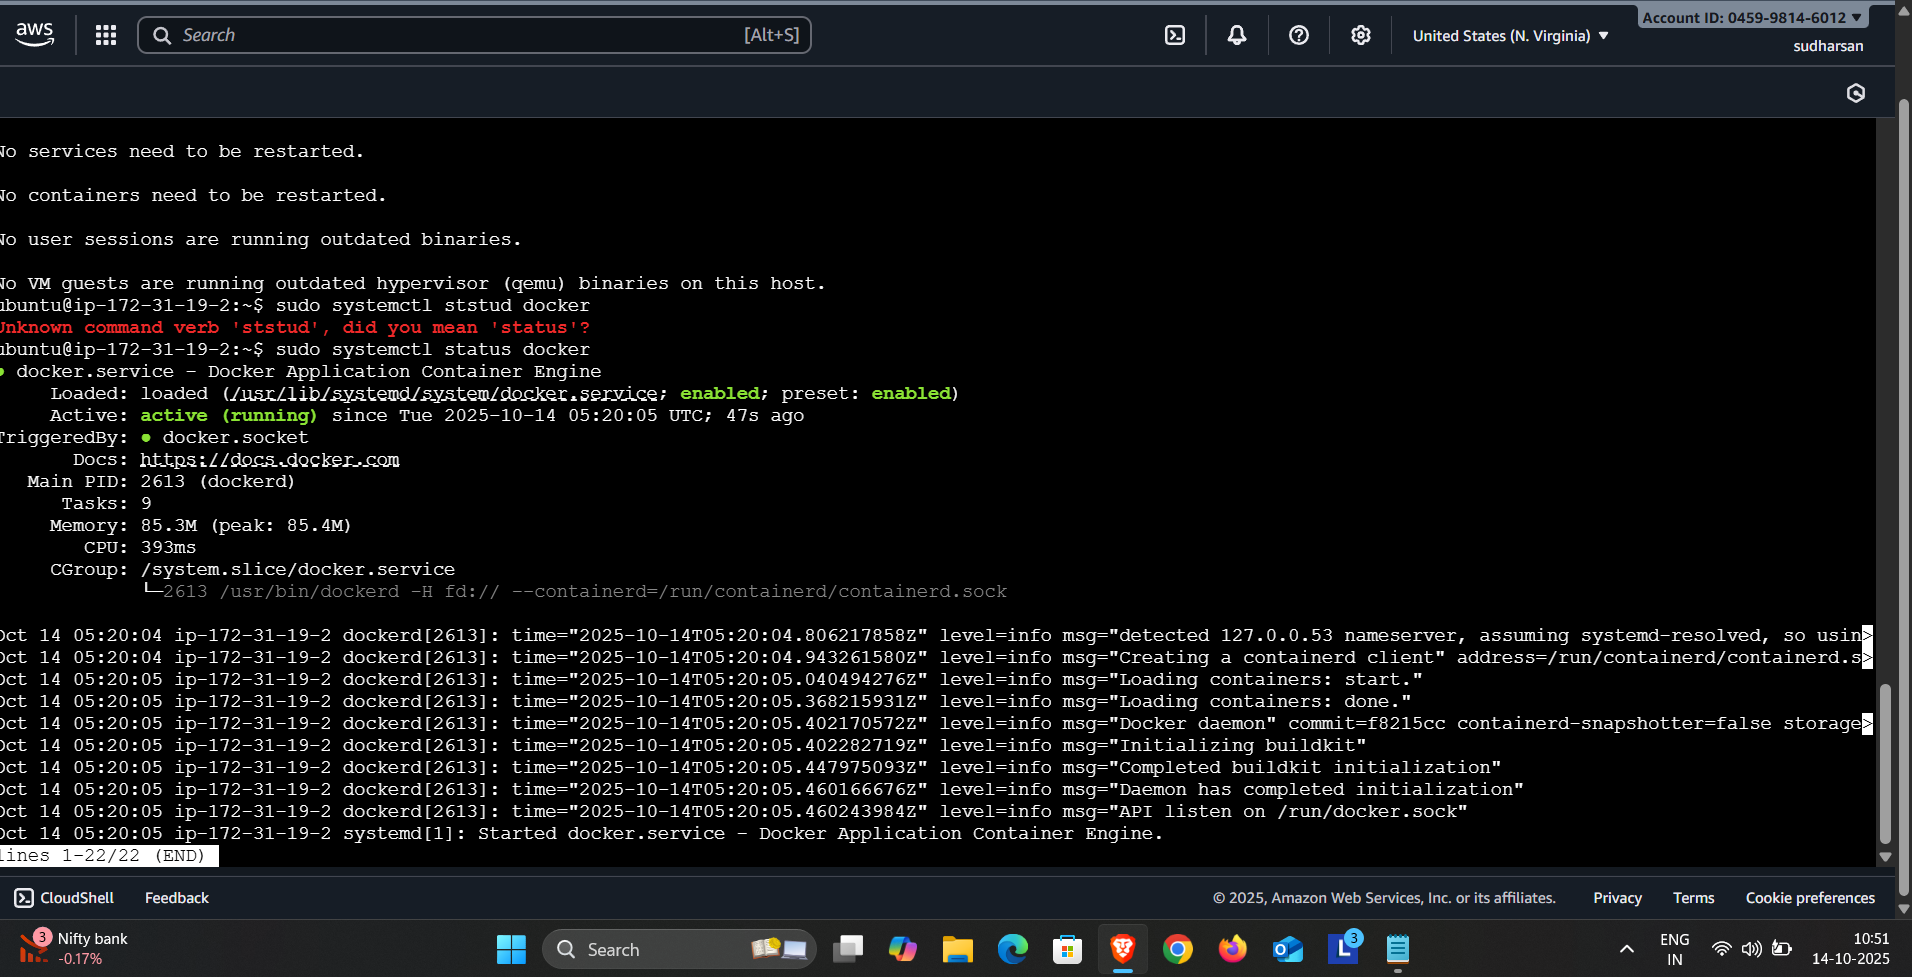 aws
Search
[Alt+S]
United States (N. Virginia)
Account ID: 0459-9814-6012
sudharsan
No services need to be restarted.
No containers need to be restarted.
No user sessions are running outdated binaries.
No VM guests are running outdated hypervisor (qemu) binaries on this host.
ubuntu@ip-172-31-19-2:~$ sudo systemctl ststud docker
Unknown command verb 'ststud', did you mean 'status'?
ubuntu@ip-172-31-19-2:~$ sudo systemctl status docker
● docker.service - Docker Application Container Engine
Loaded: loaded (/usr/lib/systemd/system/docker.service; enabled; preset: enabled)
Active: active (running) since Tue 2025-10-14 05:20:05 UTC; 47s ago
TriggeredBy: ● docker.socket
Docs: https://docs.docker.com
Main PID: 2613 (dockerd)
Tasks: 9
Memory: 85.3M (peak: 85.4M)
CPU: 393ms
CGroup: /system.slice/docker.service
└─2613 /usr/bin/dockerd -H fd:// --containerd=/run/containerd/containerd.sock
Oct 14 05:20:04 ip-172-31-19-2 dockerd[2613]: time="2025-10-14T05:20:04.806217858Z" level=info msg="detected 127.0.0.53 nameserver, assuming systemd-resolved, so usin>
Oct 14 05:20:04 ip-172-31-19-2 dockerd[2613]: time="2025-10-14T05:20:04.943261580Z" level=info msg="Creating a containerd client" address=/run/containerd/containerd.s>
Oct 14 05:20:05 ip-172-31-19-2 dockerd[2613]: time="2025-10-14T05:20:05.040494276Z" level=info msg="Loading containers: start."
Oct 14 05:20:05 ip-172-31-19-2 dockerd[2613]: time="2025-10-14T05:20:05.368215931Z" level=info msg="Loading containers: done."
Oct 14 05:20:05 ip-172-31-19-2 dockerd[2613]: time="2025-10-14T05:20:05.402170572Z" level=info msg="Docker daemon" commit=f8215cc containerd-snapshotter=false storage>
Oct 14 05:20:05 ip-172-31-19-2 dockerd[2613]: time="2025-10-14T05:20:05.402282719Z" level=info msg="Initializing buildkit"
Oct 14 05:20:05 ip-172-31-19-2 dockerd[2613]: time="2025-10-14T05:20:05.447975093Z" level=info msg="Completed buildkit initialization"
Oct 14 05:20:05 ip-172-31-19-2 dockerd[2613]: time="2025-10-14T05:20:05.460166676Z" level=info msg="Daemon has completed initialization"
Oct 14 05:20:05 ip-172-31-19-2 dockerd[2613]: time="2025-10-14T05:20:05.460243984Z" level=info msg="API listen on /run/docker.sock"
Oct 14 05:20:05 ip-172-31-19-2 systemd[1]: Started docker.service - Docker Application Container Engine.
lines 1-22/22 (END)
CloudShell
Feedback
© 2025, Amazon Web Services, Inc. or its affiliates.
Privacy
Terms
Cookie preferences
3
Nifty bank
-0.17%
Search
L
3
ENG
IN
10:51
14-10-2025